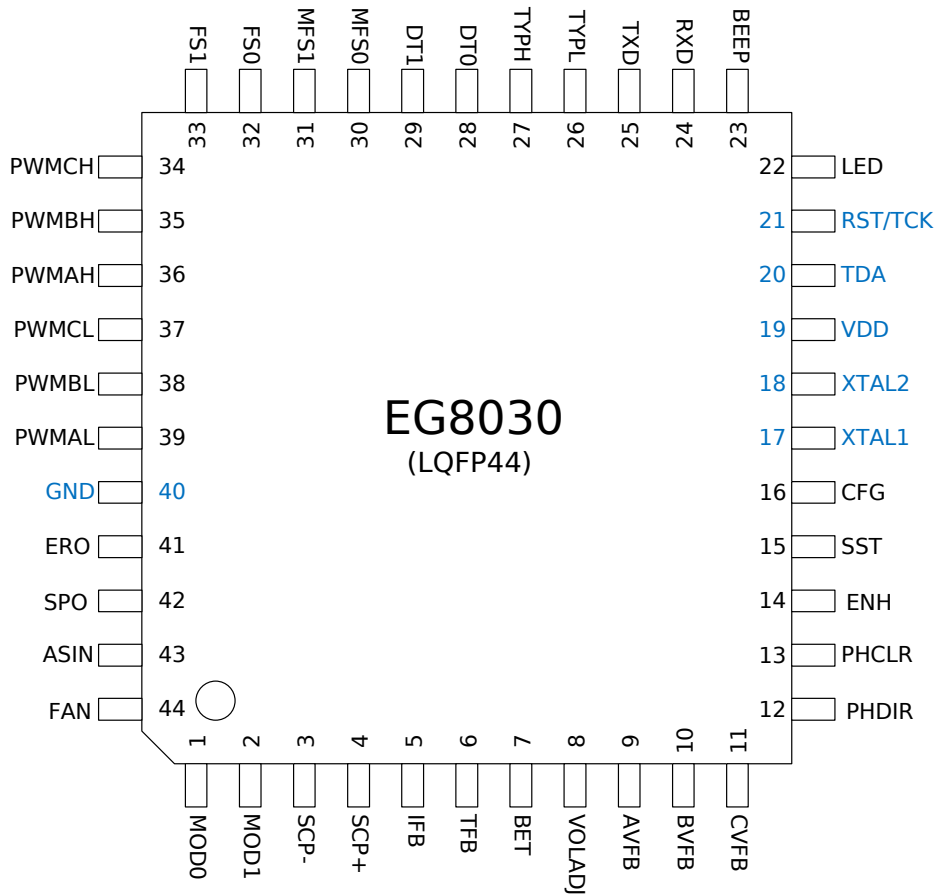 FS1 FS0 MFS1 MFS0 DT1 DT0 TYPH TYPL TXD RXD BEEP
33 32 31 30 29 28 27 26 25 24 23
PWMCH 34 22 LED
PWMBH 35 21 RST/TCK
PWMAH 36 20 TDA
PWMCL 37 19 VDD
PWMBL 38 18 XTAL2
EG8030
PWMAL 39 17 XTAL1
(LQFP44)
GND 40 16 CFG
ERO 41 15 SST
SPO 42 14 ENH
ASIN 43 13 PHCLR
FAN 44 12 PHDIR
1 2 3 4 5 6 7 8 9 10 11
MOD0 MOD1 SCP- SCP+ IFB TFB BET VOLADJ AVFB BVFB CVFB